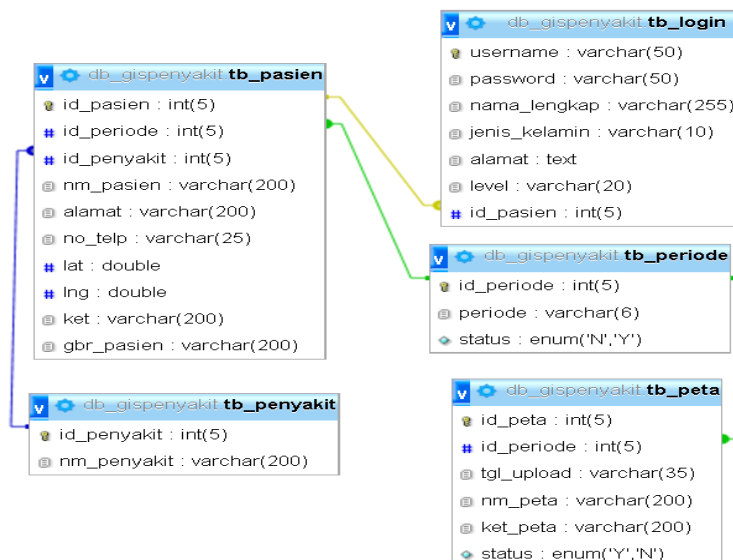 db_gispenyakit tb_pasien
id_pasien : int(5)
id_periode : int(5)
id_penyakit : int(5)
nm_pasien : varchar(200)
alamat : varchar(200)
no_telp : varchar(25)
lat : double
lng : double
ket : varchar(200)
gbr_pasien : varchar(200)
v db_gispenyakit tb_penyakit
id_penyakit : int(5)
nm_penyakit : varchar(200)
v db_gispenyakit tb_login
username : varchar(50)
password : varchar(50)
nama_lengkap : varchar(255)
jenis_kelamin : varchar(10)
alamat : text
level : varchar(20)
id_pasien : int(5)
v db_gispenyakit tb_periode
id_periode : int(5)
periode : varchar(6)
status : enum('N','Y')
v db_gispenyakit tb_peta
id_peta : int(5)
id_periode : int(5)
tgl_upload : varchar(35)
nm_peta : varchar(200)
ket_peta : varchar(200)
status : enum('Y','N')